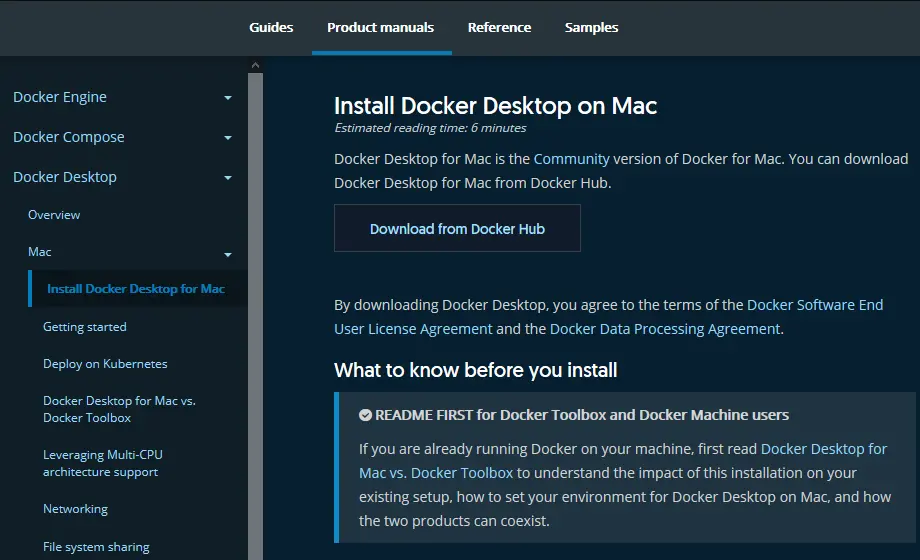 Guides Product manuals Reference Samples
Docker Engine
Docker Compose
Docker Desktop
Overview
Mac
Install Docker Desktop for Mac
Getting started
Deploy on Kubernetes
Docker Desktop for Mac vs.
Docker Toolbox
Leveraging Multi-CPU
architecture support
Networking
File system sharing
Install Docker Desktop on Mac
Estimated reading time: 6 minutes
Docker Desktop for Mac is the Community version of Docker for Mac. You can download
Docker Desktop for Mac from Docker Hub.
Download from Docker Hub
By downloading Docker Desktop, you agree to the terms of the Docker Software End
User License Agreement and the Docker Data Processing Agreement.
What to know before you install
README FIRST for Docker Toolbox and Docker Machine users
If you are already running Docker on your machine, first read Docker Desktop for
Mac vs. Docker Toolbox to understand the impact of this installation on your
existing setup, how to set your environment for Docker Desktop on Mac, and how
the two products can coexist.